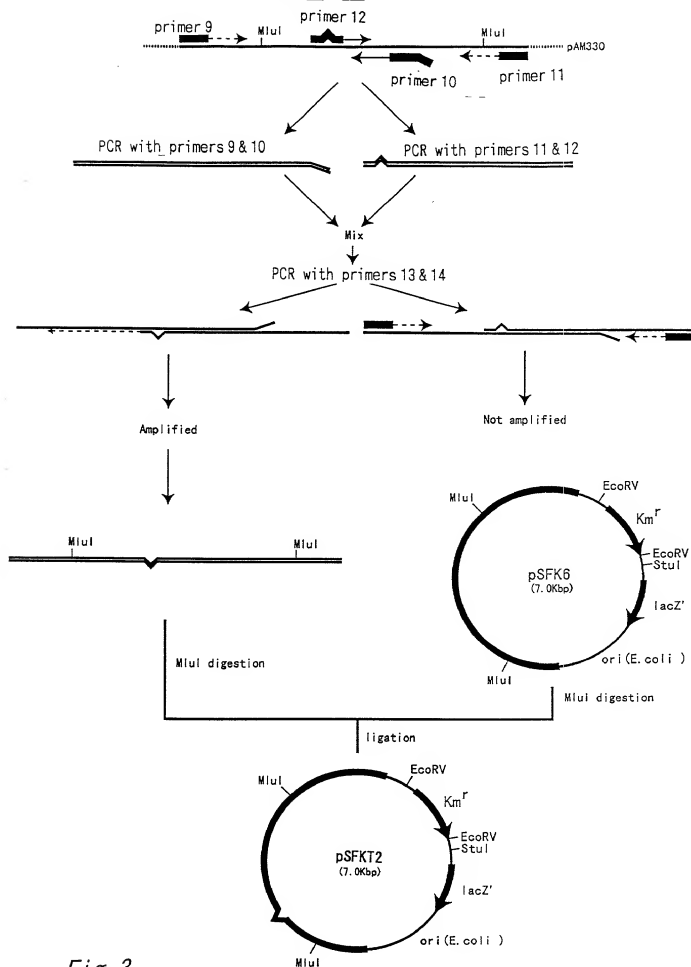 primer 12
primer 9
MluI
MluI
pAM330
primer 10
primer 11
PCR with primers 9 & 10
PCR with primers 11 & 12
Mix
PCR with primers 13 & 14
Amplified
Not amplified
MluI
MluI
MluI
EcoRV
Km^r
EcoRV
StuI
pSFK6
(7.0Kbp)
lacZ'
ori(E.coli )
MluI
MluI digestion
MluI digestion
ligation
MluI
EcoRV
Km^r
EcoRV
StuI
pSFKT2
(7.0Kbp)
lacZ'
ori(E.coli )
MluI
Fig. 3